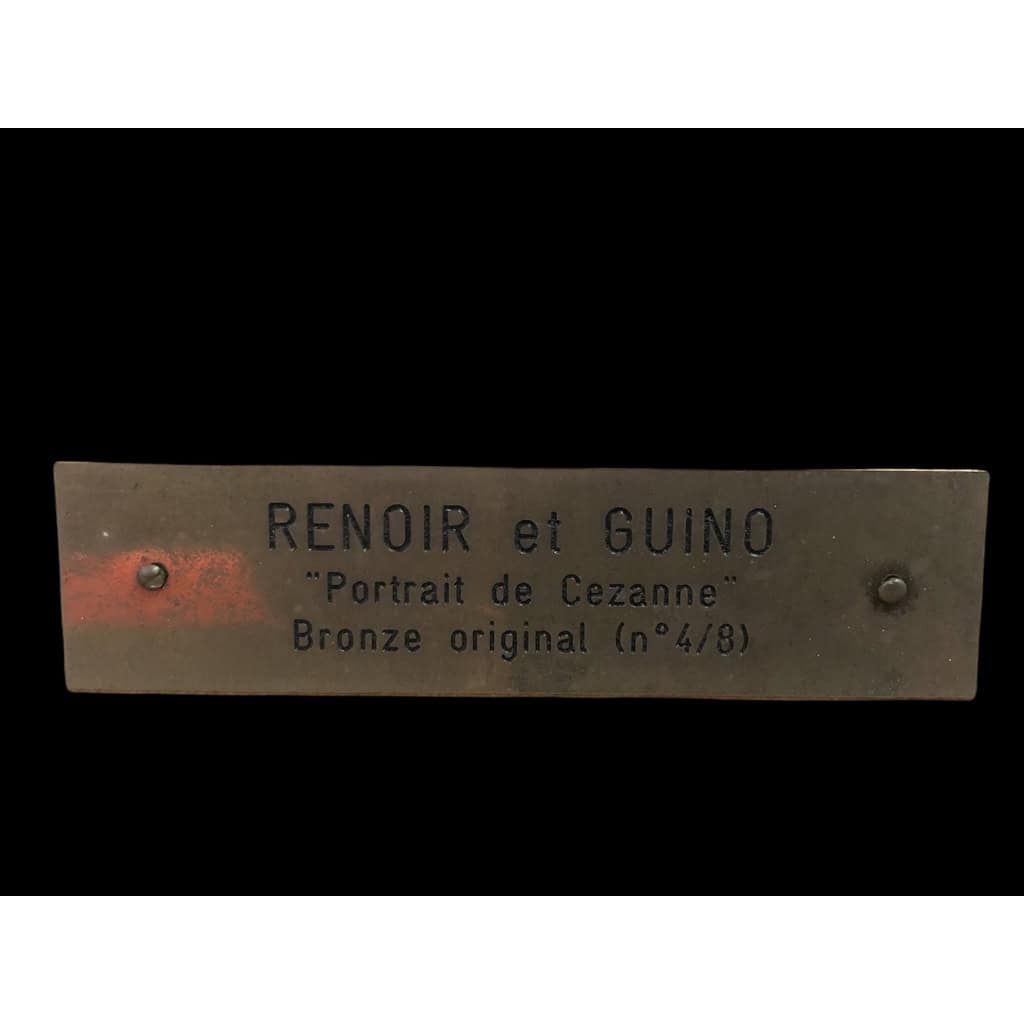 RENOIR et GUiNO
"Portrait de Cezanne"
Bronze original (n°4/8)